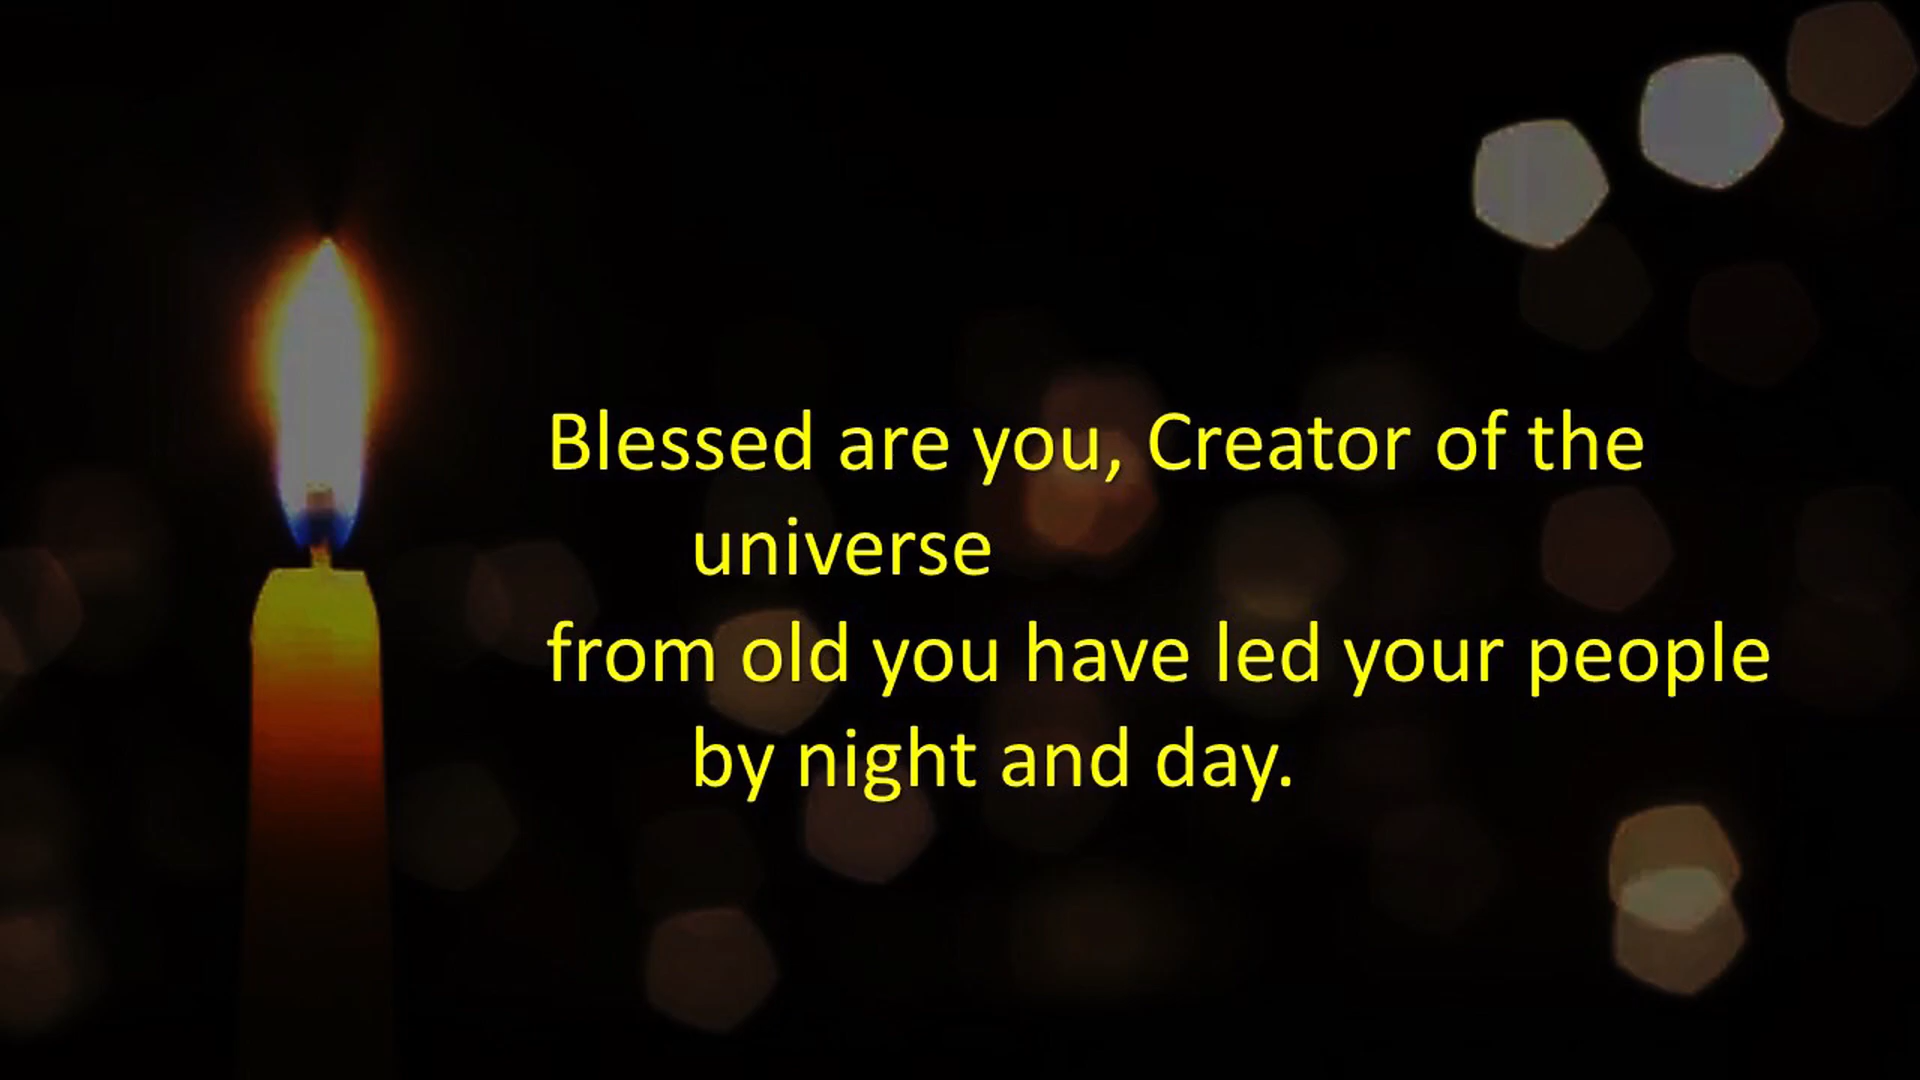 Blessed are you, Creator of the
universe
from old you have led your people
by night and day.